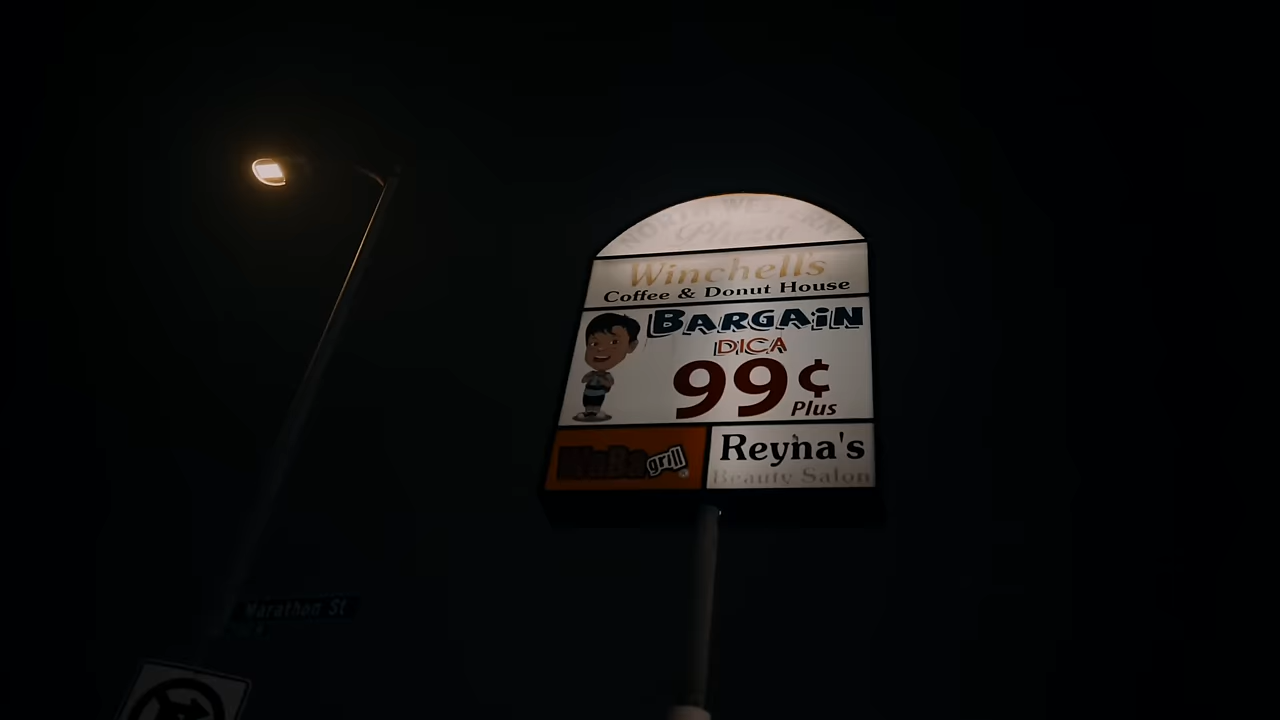 NORTH WESTERN
Plaza
Winchell's
Coffee & Donut House
BARGAiN
DICA
99¢
Plus
WaBa grill
Reyna's
Beauty Salon
Marathon St